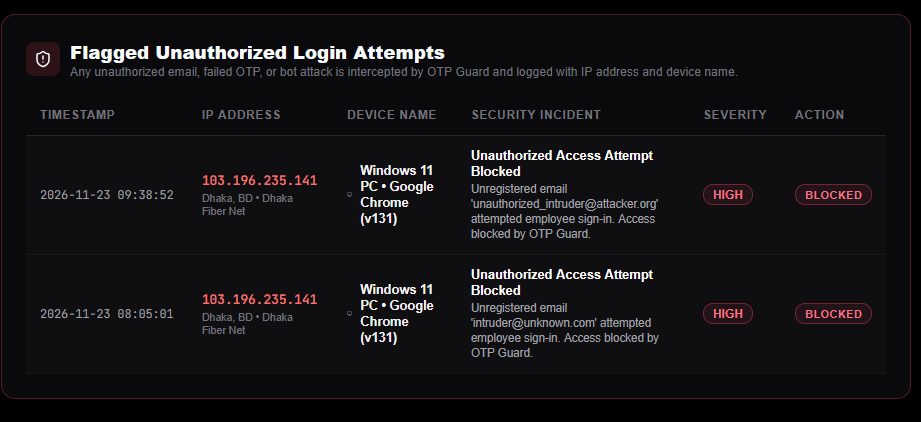 Flagged Unauthorized Login Attempts
Any unauthorized email, failed OTP, or bot attack is intercepted by OTP Guard and logged with IP address and device name.
TIMESTAMP IP ADDRESS DEVICE NAME SECURITY INCIDENT SEVERITY ACTION
2026-11-23 09:38:52
103.196.235.141
Dhaka, BD • Dhaka
Fiber Net
Windows 11
PC • Google
Chrome
(v131)
Unauthorized Access Attempt
Blocked
Unregistered email
'unauthorized_intruder@attacker.org'
attempted employee sign-in. Access
blocked by OTP Guard.
HIGH
BLOCKED
2026-11-23 08:05:01
103.196.235.141
Dhaka, BD • Dhaka
Fiber Net
Windows 11
PC • Google
Chrome
(v131)
Unauthorized Access Attempt
Blocked
Unregistered email
'intruder@unknown.com' attempted
employee sign-in. Access blocked by
OTP Guard.
HIGH
BLOCKED